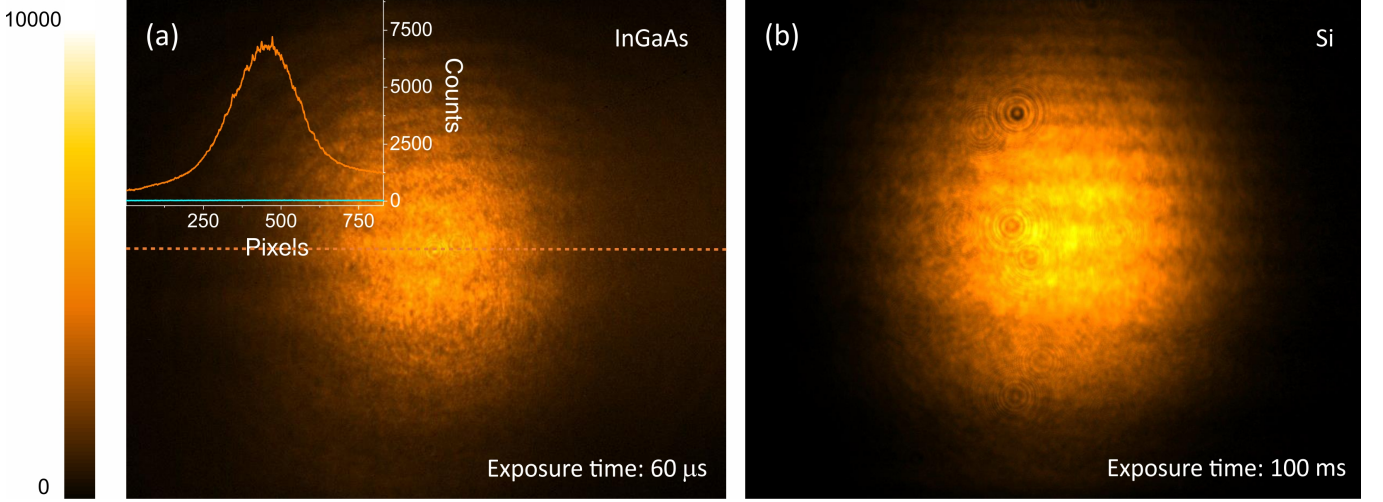 10000
0
(a)
InGaAs
7500
5000
2500
0
Counts
250 500 750
Pixels
Exposure time: 60 μs
(b)
Si
Exposure time: 100 ms